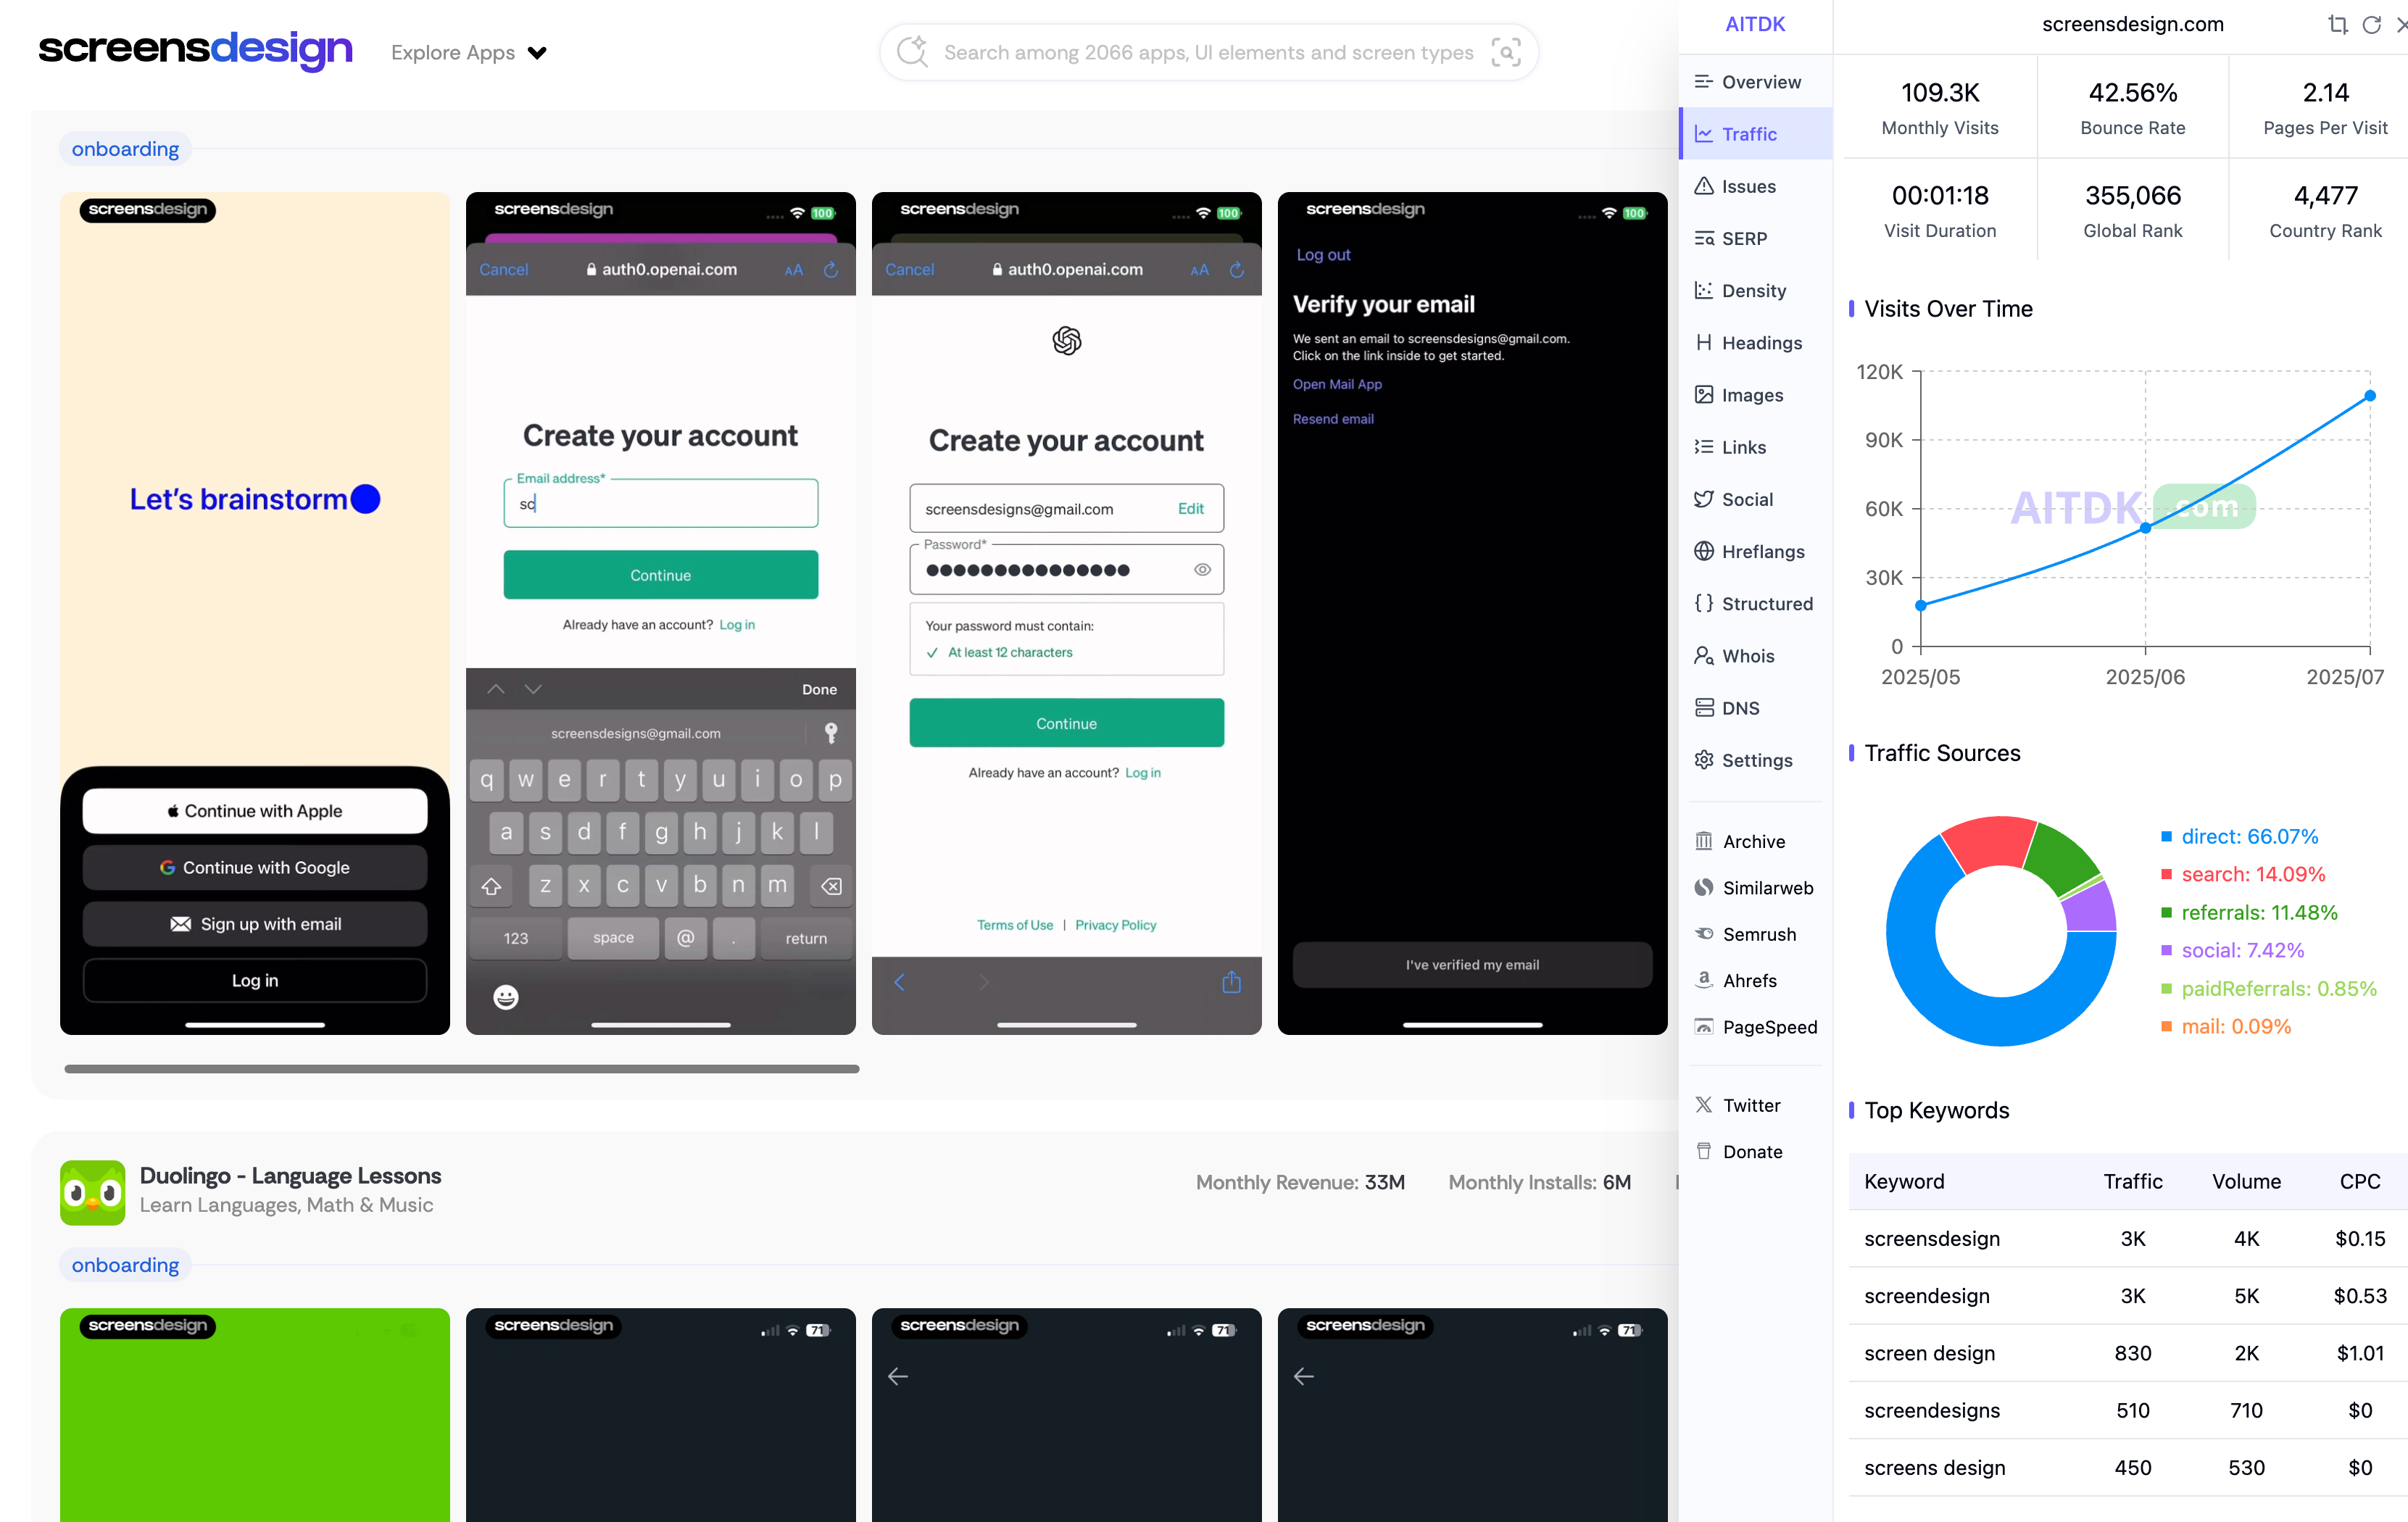 screensdesign
Explore Apps
Search among 2066 apps, UI elements and screen types
onboarding
screensdesign
Let's brainstorm
Continue with Apple
Continue with Google
Sign up with email
Log in
screensdesign
100
Cancel
auth0.openai.com
AA
Create your account
Email address*
sc
Continue
Already have an account? Log in
Done
screensdesigns@gmail.com
q w e r t y u i o p
a s d f g h j k l
z x c v b n m
123
space
@
.
return
screensdesign
100
Cancel
auth0.openai.com
AA
Create your account
screensdesigns@gmail.com
Edit
Password*
Your password must contain:
At least 12 characters
Continue
Already have an account? Log in
Terms of Use | Privacy Policy
screensdesign
100
Log out
Verify your email
We sent an email to screensdesigns@gmail.com.
Click on the link inside to get started.
Open Mail App
Resend email
I've verified my email
Duolingo - Language Lessons
Learn Languages, Math & Music
Monthly Revenue: 33M
Monthly Installs: 6M
onboarding
screensdesign
screensdesign
71
screensdesign
71
screensdesign
71
AITDK
Overview
Traffic
Issues
SERP
Density
Headings
Images
Links
Social
Hreflangs
Structured
Whois
DNS
Settings
Archive
Similarweb
Semrush
Ahrefs
PageSpeed
Twitter
Donate
screensdesign.com
109.3K
Monthly Visits
42.56%
Bounce Rate
2.14
Pages Per Visit
00:01:18
Visit Duration
355,066
Global Rank
4,477
Country Rank
Visits Over Time
120K
90K
60K
30K
0
2025/05
2025/06
2025/07
AITDK .com
Traffic Sources
direct: 66.07%
search: 14.09%
referrals: 11.48%
social: 7.42%
paidReferrals: 0.85%
mail: 0.09%
Top Keywords
Keyword Traffic Volume CPC
screensdesign 3K 4K $0.15
screendesign 3K 5K $0.53
screen design 830 2K $1.01
screendesigns 510 710 $0
screens design 450 530 $0